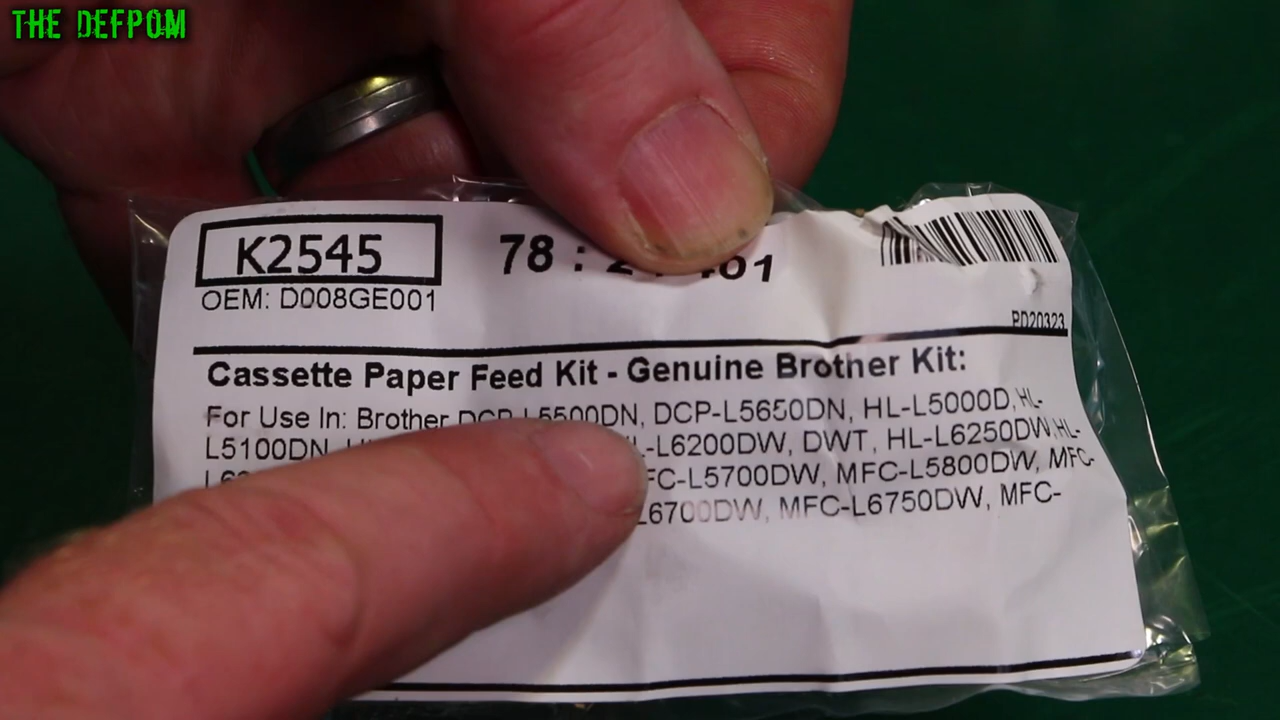 THE DEFPOM
K2545
78 :
OEM: D008GE001
PD20323
Cassette Paper Feed Kit - Genuine Brother Kit:
For Use In: Brother DCP-L5500DN, DCP-L5650DN, HL-L5000D, HL-
L5100DN, L6200DW, DWT, HL-L6250DW, HL-
L5700DW, MFC-L5800DW, MFC-
L6700DW, MFC-L6750DW, MFC-